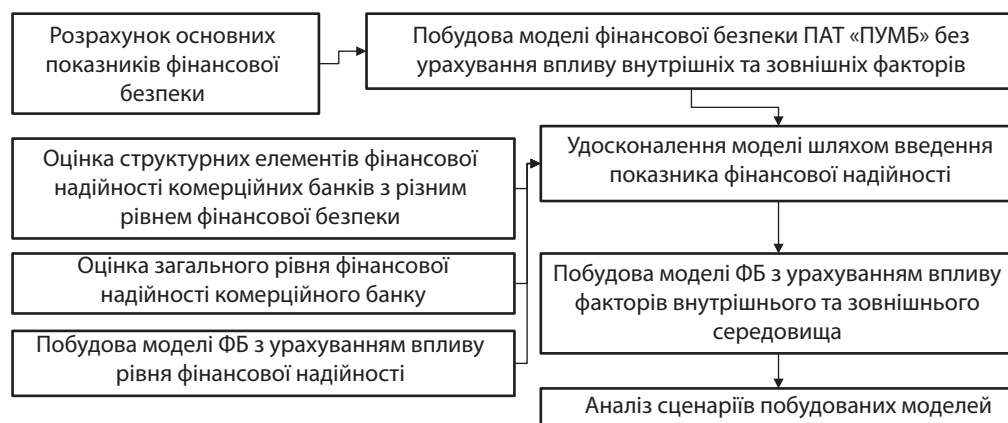 Розрахунок основних
показників фінансової
безпеки
Побудова моделі фінансової безпеки ПАТ «ПУМБ» без
урахування впливу внутрішніх та зовнішніх факторів
Оцінка структурних елементів фінансової
надійності комерційних банків з різним
рівнем фінансової безпеки
Удосконалення моделі шляхом введення
показника фінансової надійності
Оцінка загального рівня фінансової
надійності комерційного банку
Побудова моделі ФБ з урахуванням впливу
рівня фінансової надійності
Побудова моделі ФБ з урахуванням впливу
факторів внутрішнього та зовнішнього
середовища
Аналіз сценаріїв побудованих моделей